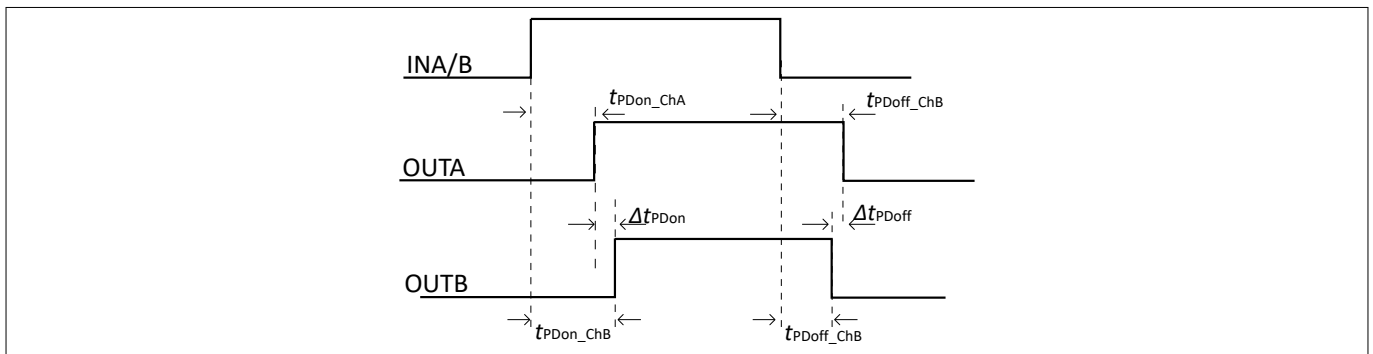 INA/B
tPDon_ChA
tPDoff_ChB
OUTA
ΔtPDon
ΔtPDoff
OUTB
tPDon_ChB
tPDoff_ChB